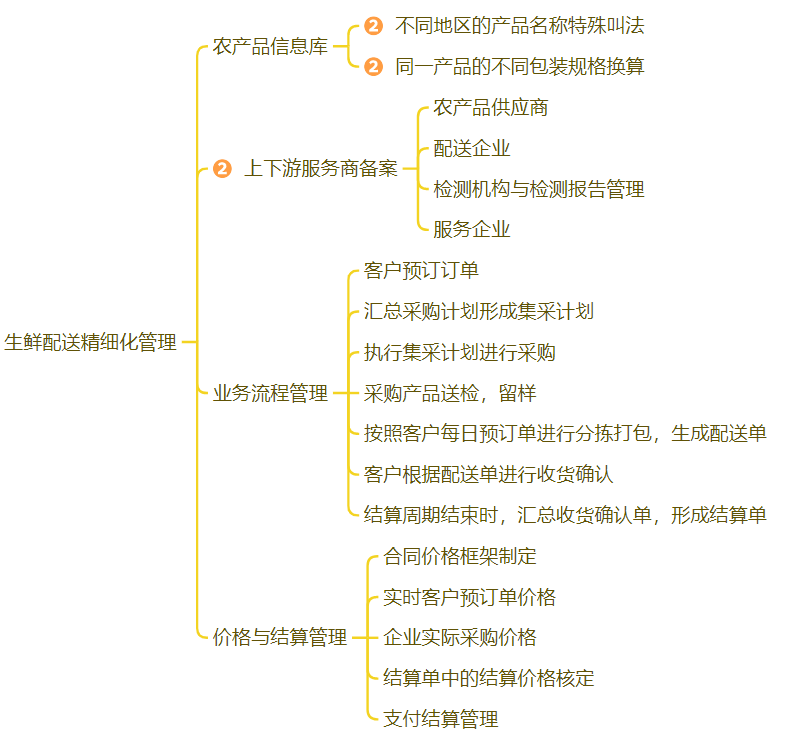 生鲜配送精细化管理
农产品信息库
2 不同地区的产品名称特殊叫法
2 同一产品的不同包装规格换算
2 上下游服务商备案
农产品供应商
配送企业
检测机构与检测报告管理
服务企业
业务流程管理
客户预订订单
汇总采购计划形成集采计划
执行集采计划进行采购
采购产品送检，留样
按照客户每日预订单进行分拣打包，生成配送单
客户根据配送单进行收货确认
结算周期结束时，汇总收货确认单，形成结算单
价格与结算管理
合同价格框架制定
实时客户预订单价格
企业实际采购价格
结算单中的结算价格核定
支付结算管理